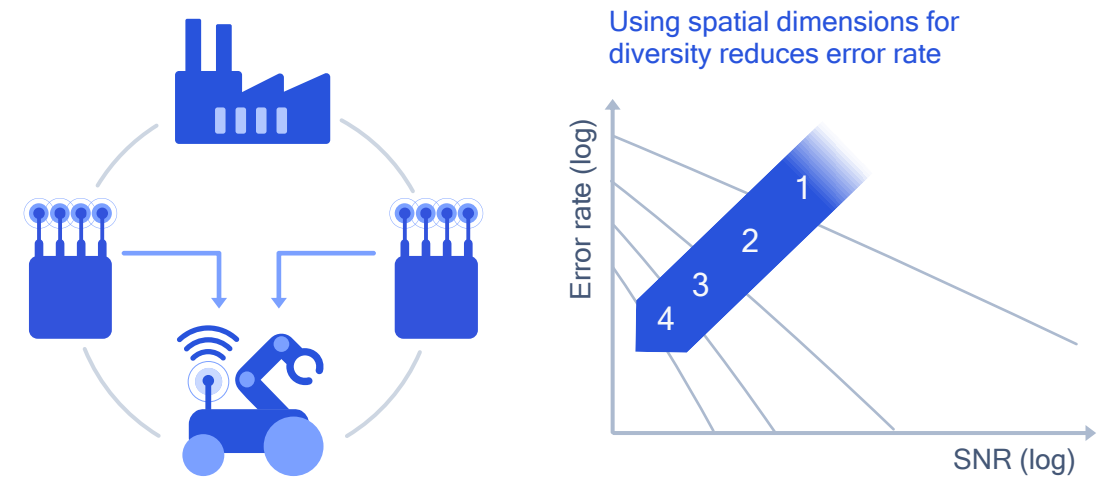 Using spatial dimensions for
diversity reduces error rate
Error rate (log)
1
2
3
4
SNR (log)